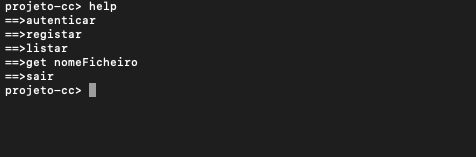 projeto-cc> help
==>autenticar
==>registar
==>listar
==>get nomeFicheiro
==>sair
projeto-cc>